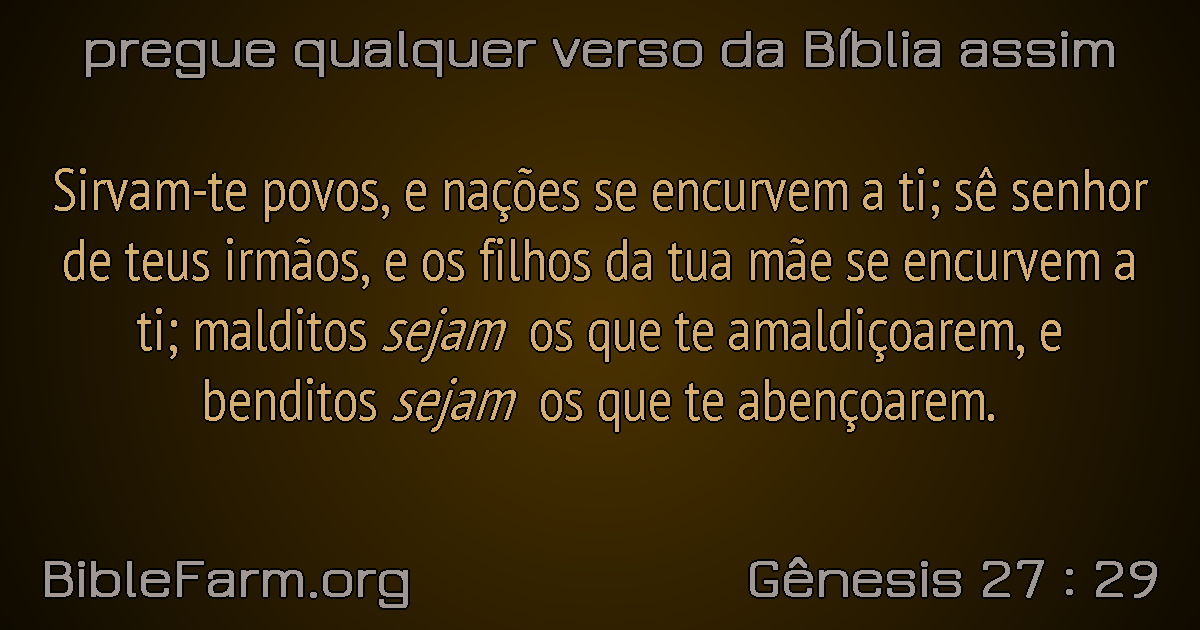 pregue qualquer verso da Bíblia assim
Sirvam-te povos, e nações se encurvem a ti; sê senhor
de teus irmãos, e os filhos da tua mãe se encurvem a
ti; malditos sejam os que te amaldiçoarem, e
benditos sejam os que te abençoarem.
BibleFarm.org
Gênesis 27 : 29